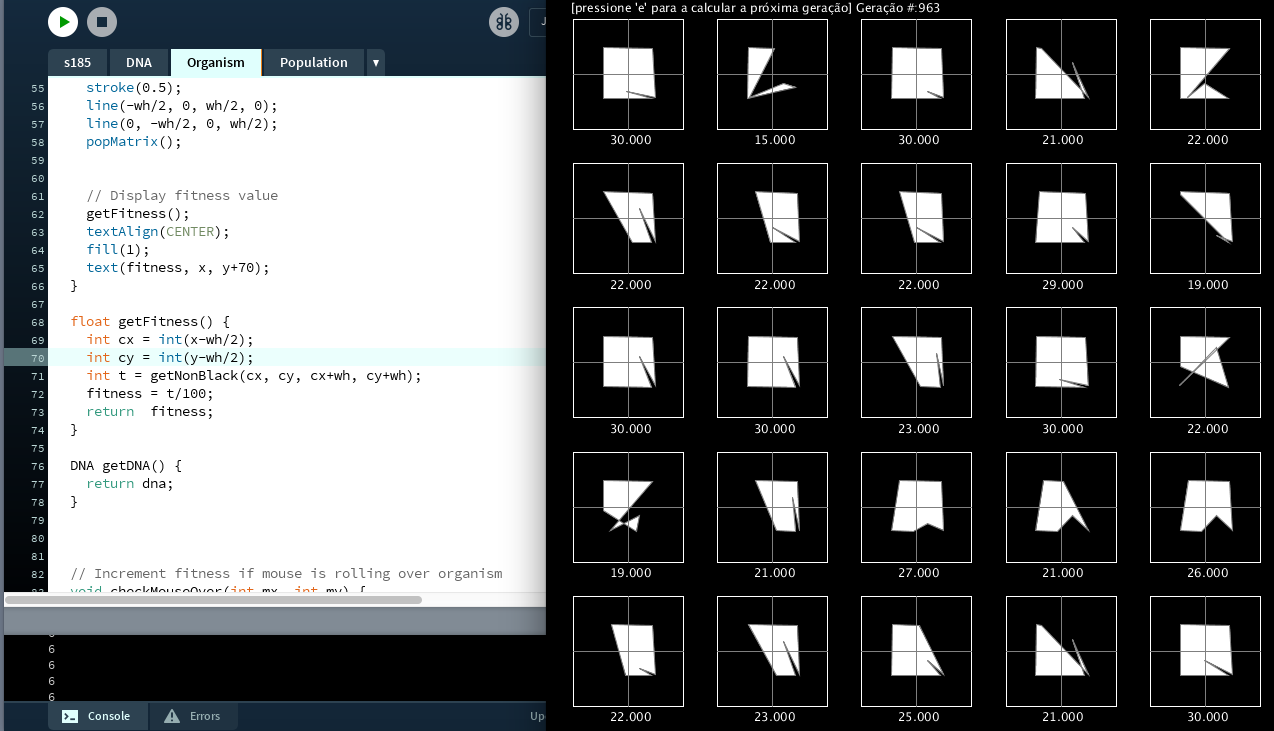 [pressione 'e' para a calcular a próxima geração] Geração #:963
J
s185 DNA Organism Population ▼
55 stroke(0.5);
56 line(-wh/2, 0, wh/2, 0);
57 line(0, -wh/2, 0, wh/2);
58 popMatrix();
59
60
61 // Display fitness value
62 getFitness();
63 textAlign(CENTER);
64 fill(1);
65 text(fitness, x, y+70);
66 }
67
68 float getFitness() {
69 int cx = int(x-wh/2);
70 int cy = int(y-wh/2);
71 int t = getNonBlack(cx, cy, cx+wh, cy+wh);
72 fitness = t/100;
73 return  fitness;
74 }
75
76 DNA getDNA() {
77 return dna;
78 }
79
80
81
82 // Increment fitness if mouse is rolling over organism
83 void checkMouseOver(int mx, int my) {
6
6
6
6
6
Console Errors Up
30.000 15.000 30.000 21.000 22.000
22.000 22.000 22.000 29.000 19.000
30.000 30.000 23.000 30.000 22.000
19.000 21.000 27.000 21.000 26.000
22.000 23.000 25.000 21.000 30.000